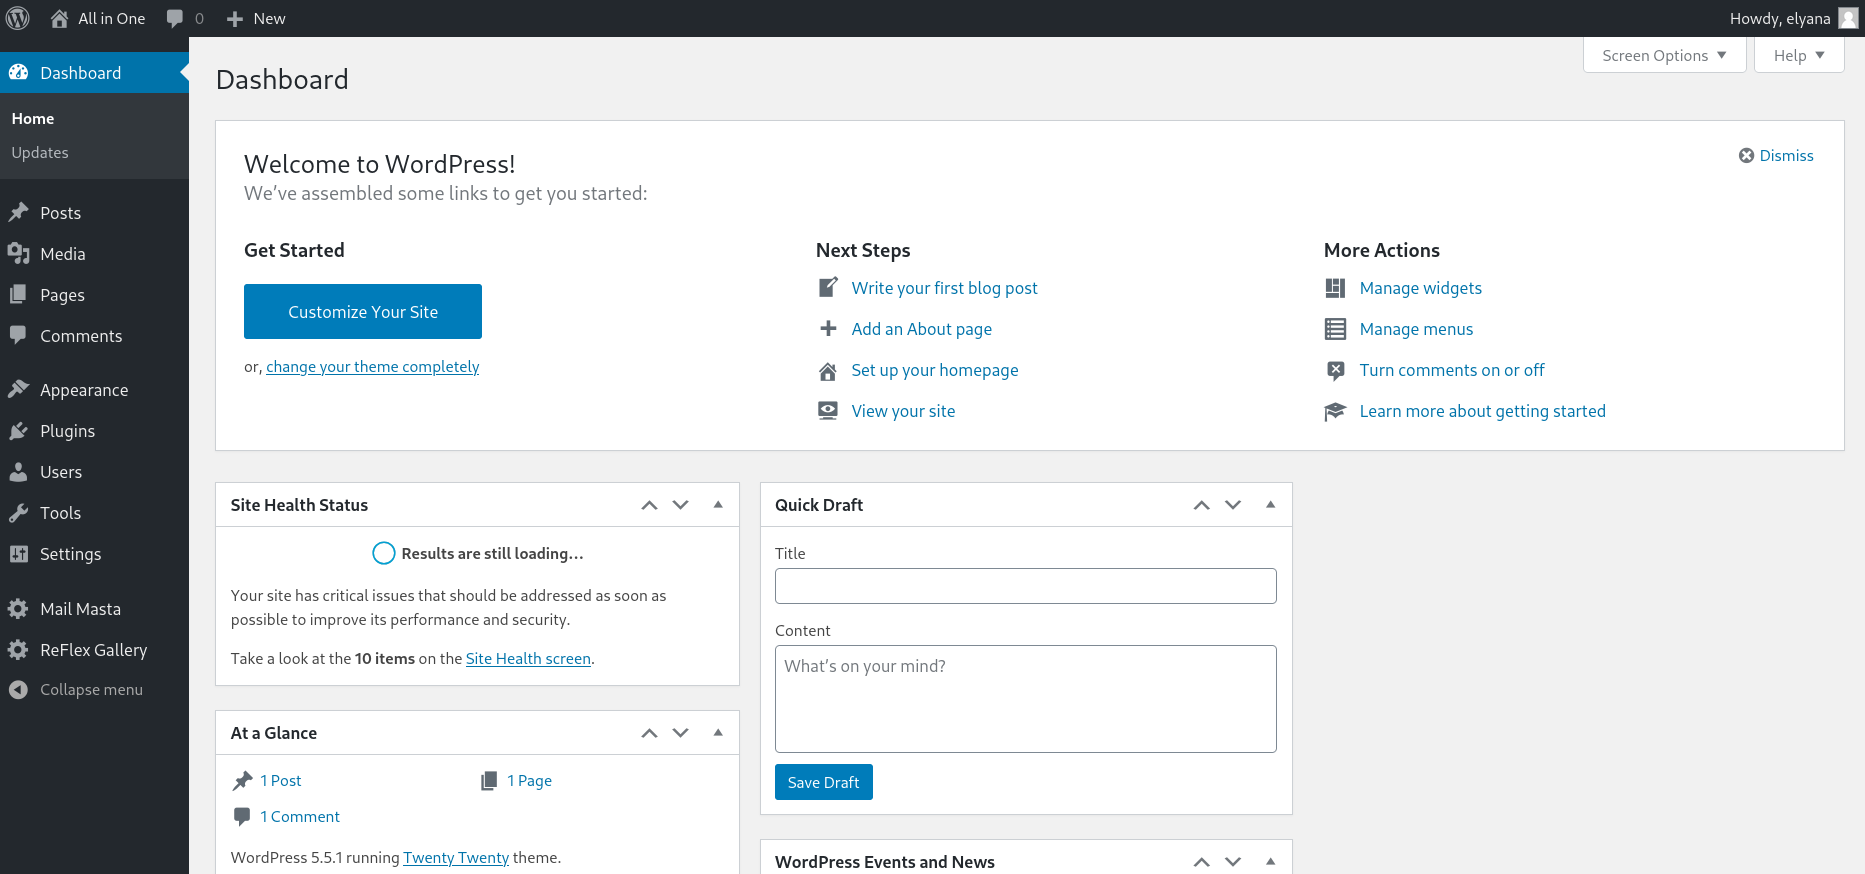 All in One 0 New Howdy, elyana
Screen Options Help
Dashboard
Home
Updates
Posts
Media
Pages
Comments
Appearance
Plugins
Users
Tools
Settings
Mail Masta
ReFlex Gallery
Collapse menu
Dashboard
Welcome to WordPress!
We've assembled some links to get you started:
Dismiss
Get Started
Customize Your Site
or, change your theme completely
Next Steps
Write your first blog post
Add an About page
Set up your homepage
View your site
More Actions
Manage widgets
Manage menus
Turn comments on or off
Learn more about getting started
Site Health Status
Results are still loading…
Your site has critical issues that should be addressed as soon as
possible to improve its performance and security.
Take a look at the 10 items on the Site Health screen.
At a Glance
1 Post 1 Page
1 Comment
WordPress 5.5.1 running Twenty Twenty theme.
Quick Draft
Title
Content
What's on your mind?
Save Draft
WordPress Events and News